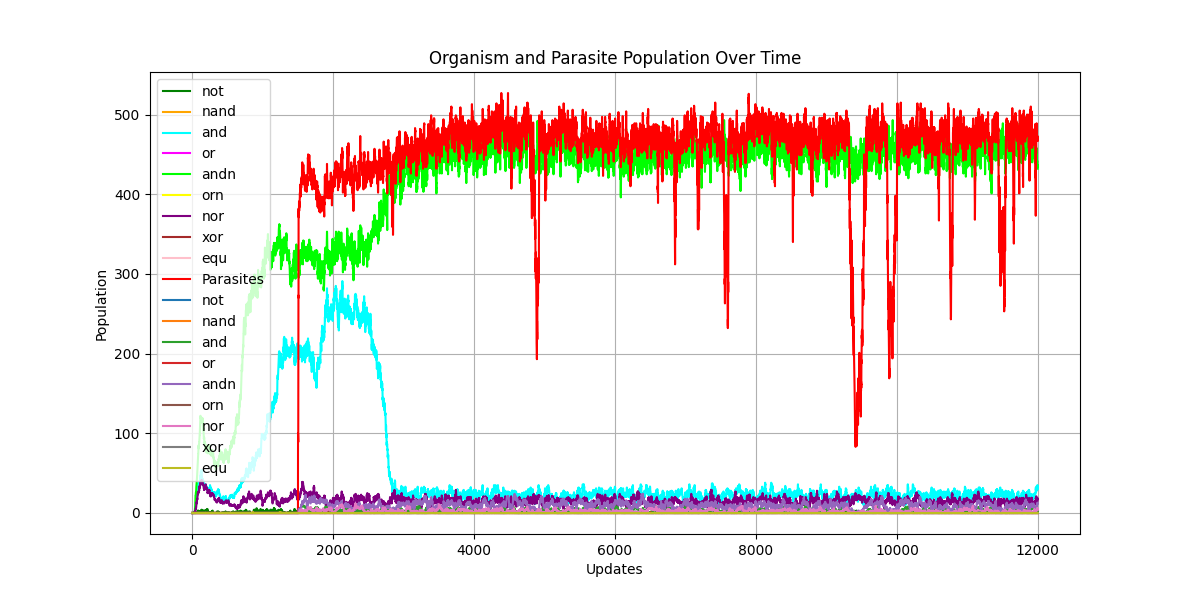 Organism and Parasite Population Over Time
500
400
300
200
100
0
Population
not
nand
and
or
andn
orn
nor
xor
equ
Parasites
not
nand
and
or
andn
orn
nor
xor
equ
0
2000
4000
6000
8000
10000
12000
Updates